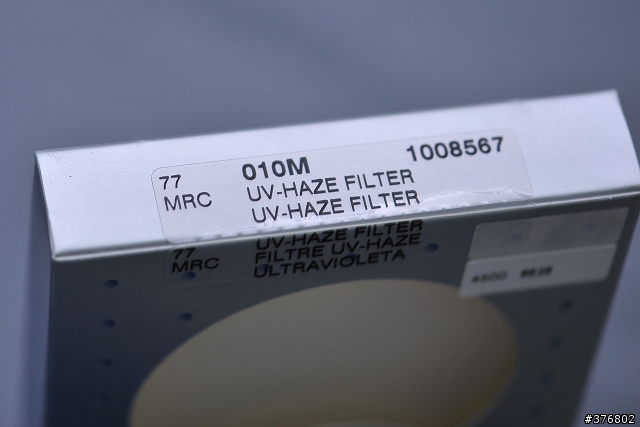 77 010M 1008567
MRC UV-HAZE FILTER
UV-HAZE FILTER
77 UV-HAZE FILTER
MRC FILTRE UV-HAZE
ULTRAVIOLETA
#376802